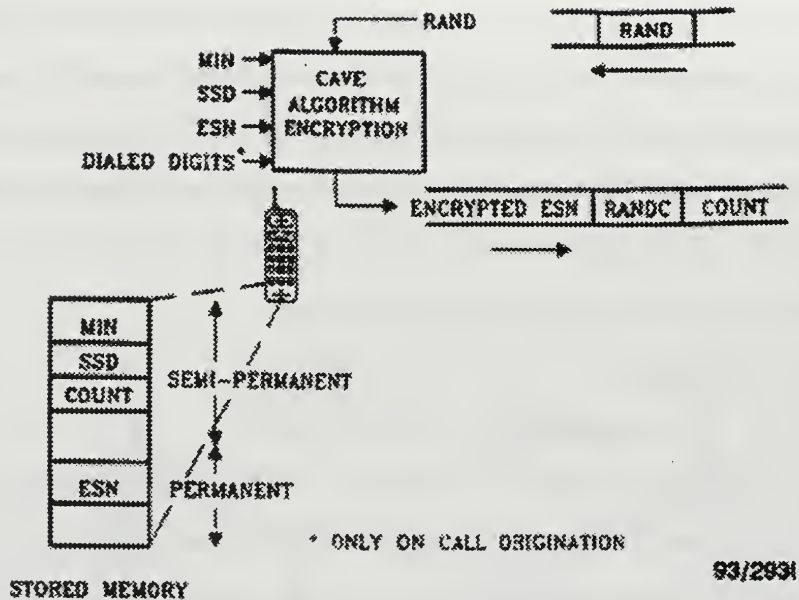 RAND
RAND
MIN
SSD
ESN
DIALED DIGITS*
CAVE
ALGORITHM
ENCRYPTION
ENCRYPTED ESN RANDC COUNT
MIN
SSD
COUNT
SEMI-PERMANENT
ESN
PERMANENT
* ONLY ON CALL ORIGINATION
STORED MEMORY